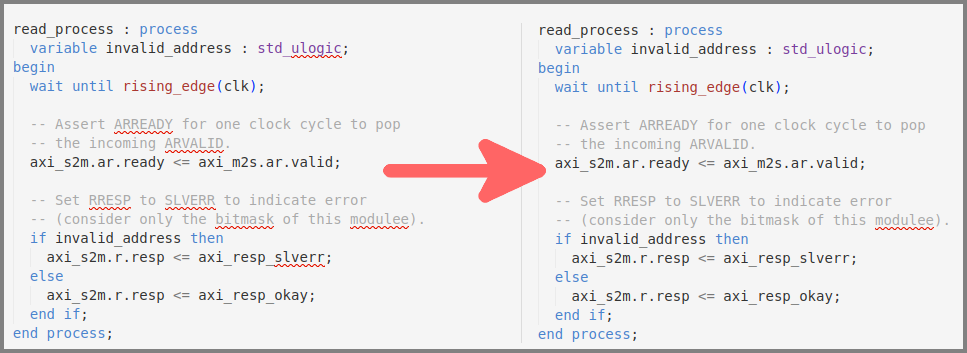 read_process : process
  variable invalid_address : std_ulogic;
begin
  wait until rising_edge(clk);
  -- Assert ARREADY for one clock cycle to pop
  -- the incoming ARVALID.
  axi_s2m.ar.ready <= axi_m2s.ar.valid;
  -- Set RRESP to SLVERR to indicate error
  -- (consider only the bitmask of this modulee).
  if invalid_address then
    axi_s2m.r.resp <= axi_resp_slverr;
  else
    axi_s2m.r.resp <= axi_resp_okay;
  end if;
end process;
read_process : process
  variable invalid_address : std_ulogic;
begin
  wait until rising_edge(clk);
  -- Assert ARREADY for one clock cycle to pop
  -- the incoming ARVALID.
  axi_s2m.ar.ready <= axi_m2s.ar.valid;
  -- Set RRESP to SLVERR to indicate error
  -- (consider only the bitmask of this modulee).
  if invalid_address then
    axi_s2m.r.resp <= axi_resp_slverr;
  else
    axi_s2m.r.resp <= axi_resp_okay;
  end if;
end process;